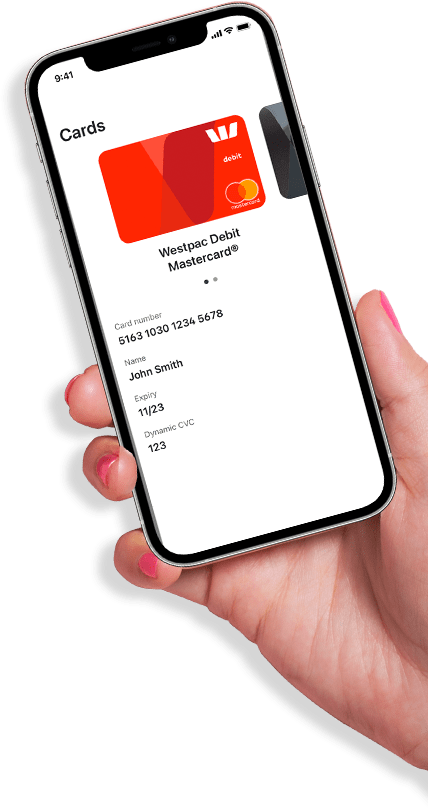 9:41
Cards
debit
mastercard
Westpac Debit
Mastercard®
Card number
5163 1030 1234 5678
Name
John Smith
Expiry
11/23
Dynamic CVC
123